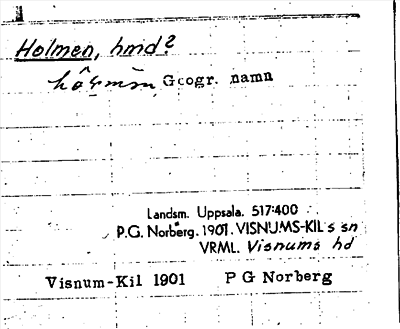 Holmen, hmd?
Geogr. namn
Landsm. Uppsala. 517:400
P.G. Norberg. 1901. VISNUMS-KIL s sn
VRML. Visnums hd
Visnum-Kil 1901 P G Norberg